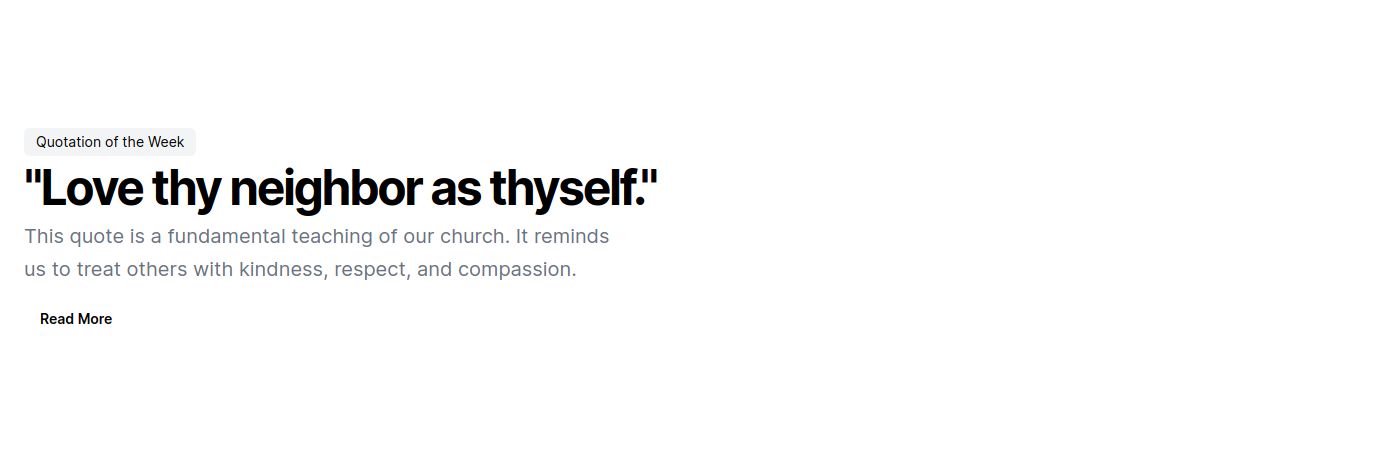 Quotation of the Week
"Love thy neighbor as thyself."
This quote is a fundamental teaching of our church. It reminds
us to treat others with kindness, respect, and compassion.
Read More